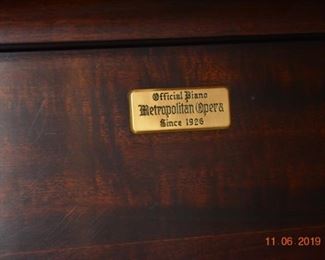 Official Piano
Metropolitan Opera
Since 1926
11.06 2019